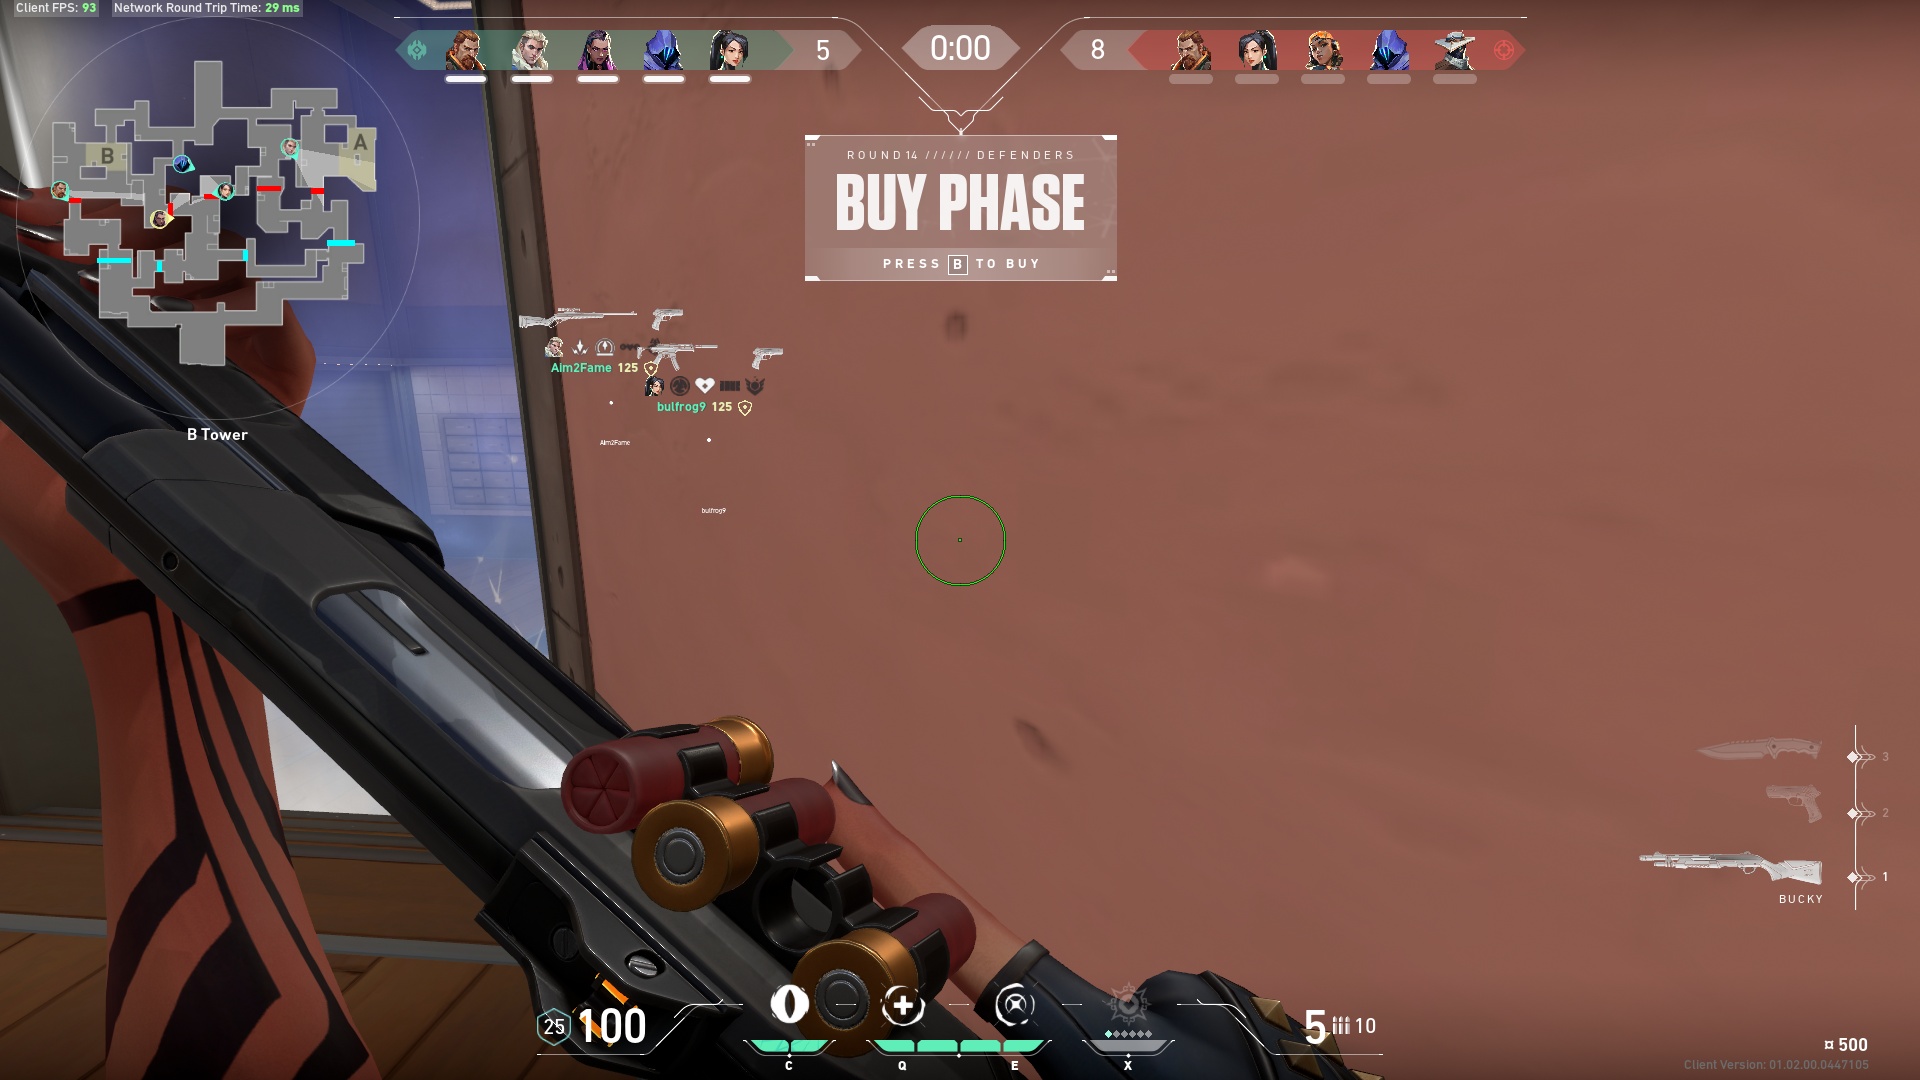 Client FPS: 93 Network Round Trip Time: 29 ms
5 0:00 8
ROUND 14 ////// DEFENDERS
BUY PHASE
PRESS B TO BUY
B A
B Tower
Aim2Fame 125
bulfrog9 125
Aim2Fame
bulfrog9
3
2
1
BUCKY
25 100
5 10
C Q E X
¤ 500
Client Version: 01.02.00.0447105